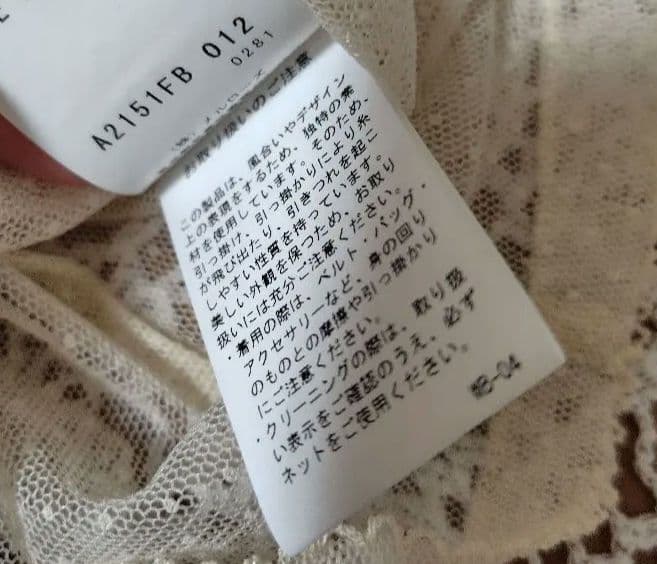 A2151FB 012
0281
お取り扱いのご注意
この製品は、風合いやデザイン
上の表現をするため、独特の素
材を使用しています。そのため、
引っ掛け、引っ掛かりにより糸
が飛び出たり、引きつれを起こ
しやすい性質を持っています。
美しい外観を保つため、お取り
扱いには充分ご注意ください。
・着用の際は、ベルト・バッグ・
アクセサリーなど、身の回り
のものとの摩擦や引っ掛かり
にご注意ください。
・クリーニングの際は、取り扱
い表示をご確認のうえ、必ず
ネットをご使用ください。
WB-04